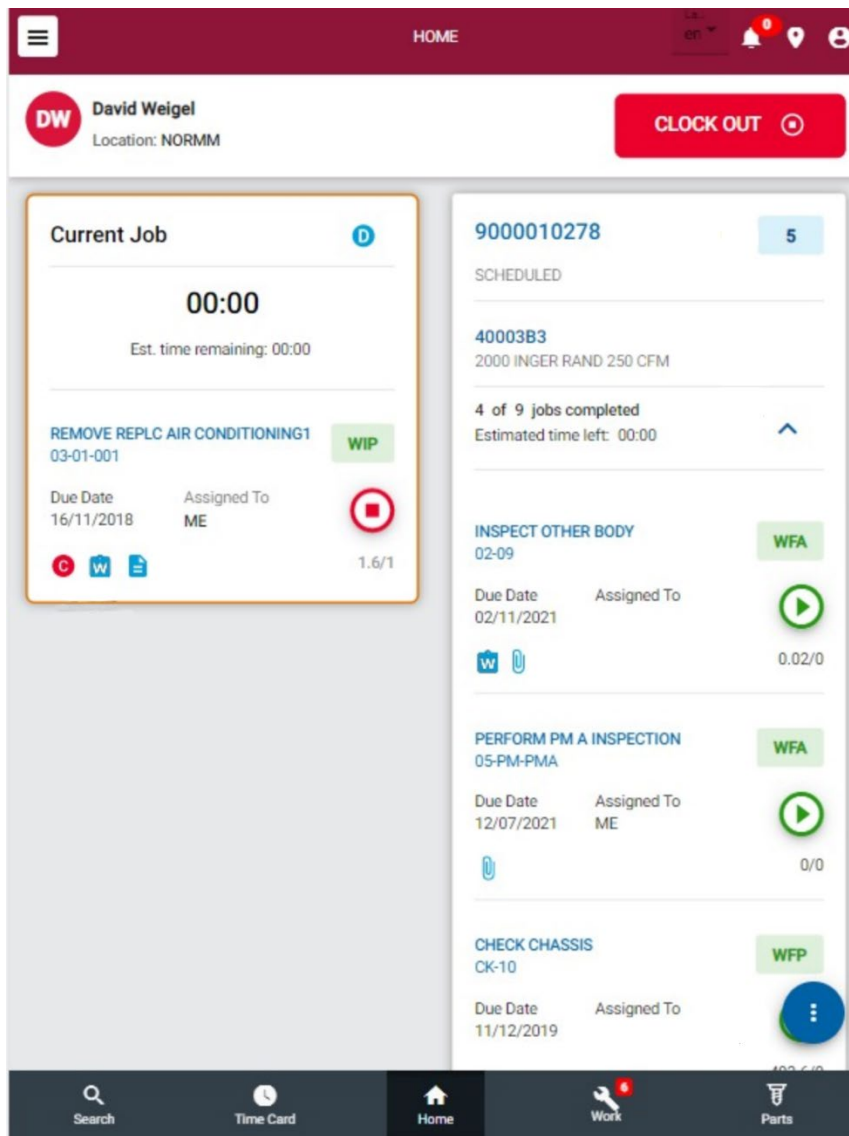 HOME
en
0
DW
David Weigel
Location: NORMM
CLOCK OUT
Current Job
D
00:00
Est. time remaining: 00:00
REMOVE REPLC AIR CONDITIONING1
WIP
03-01-001
Due Date
Assigned To
16/11/2018
ME
C
W
1.6/1
9000010278
5
SCHEDULED
40003B3
2000 INGER RAND 250 CFM
4 of 9 jobs completed
Estimated time left: 00:00
INSPECT OTHER BODY
WFA
02-09
Due Date
Assigned To
02/11/2021
W
0.02/0
PERFORM PM A INSPECTION
WFA
05-PM-PMA
Due Date
Assigned To
12/07/2021
ME
0/0
CHECK CHASSIS
WFP
CK-10
Due Date
Assigned To
11/12/2019
Search
Time Card
Home
6
Work
Parts